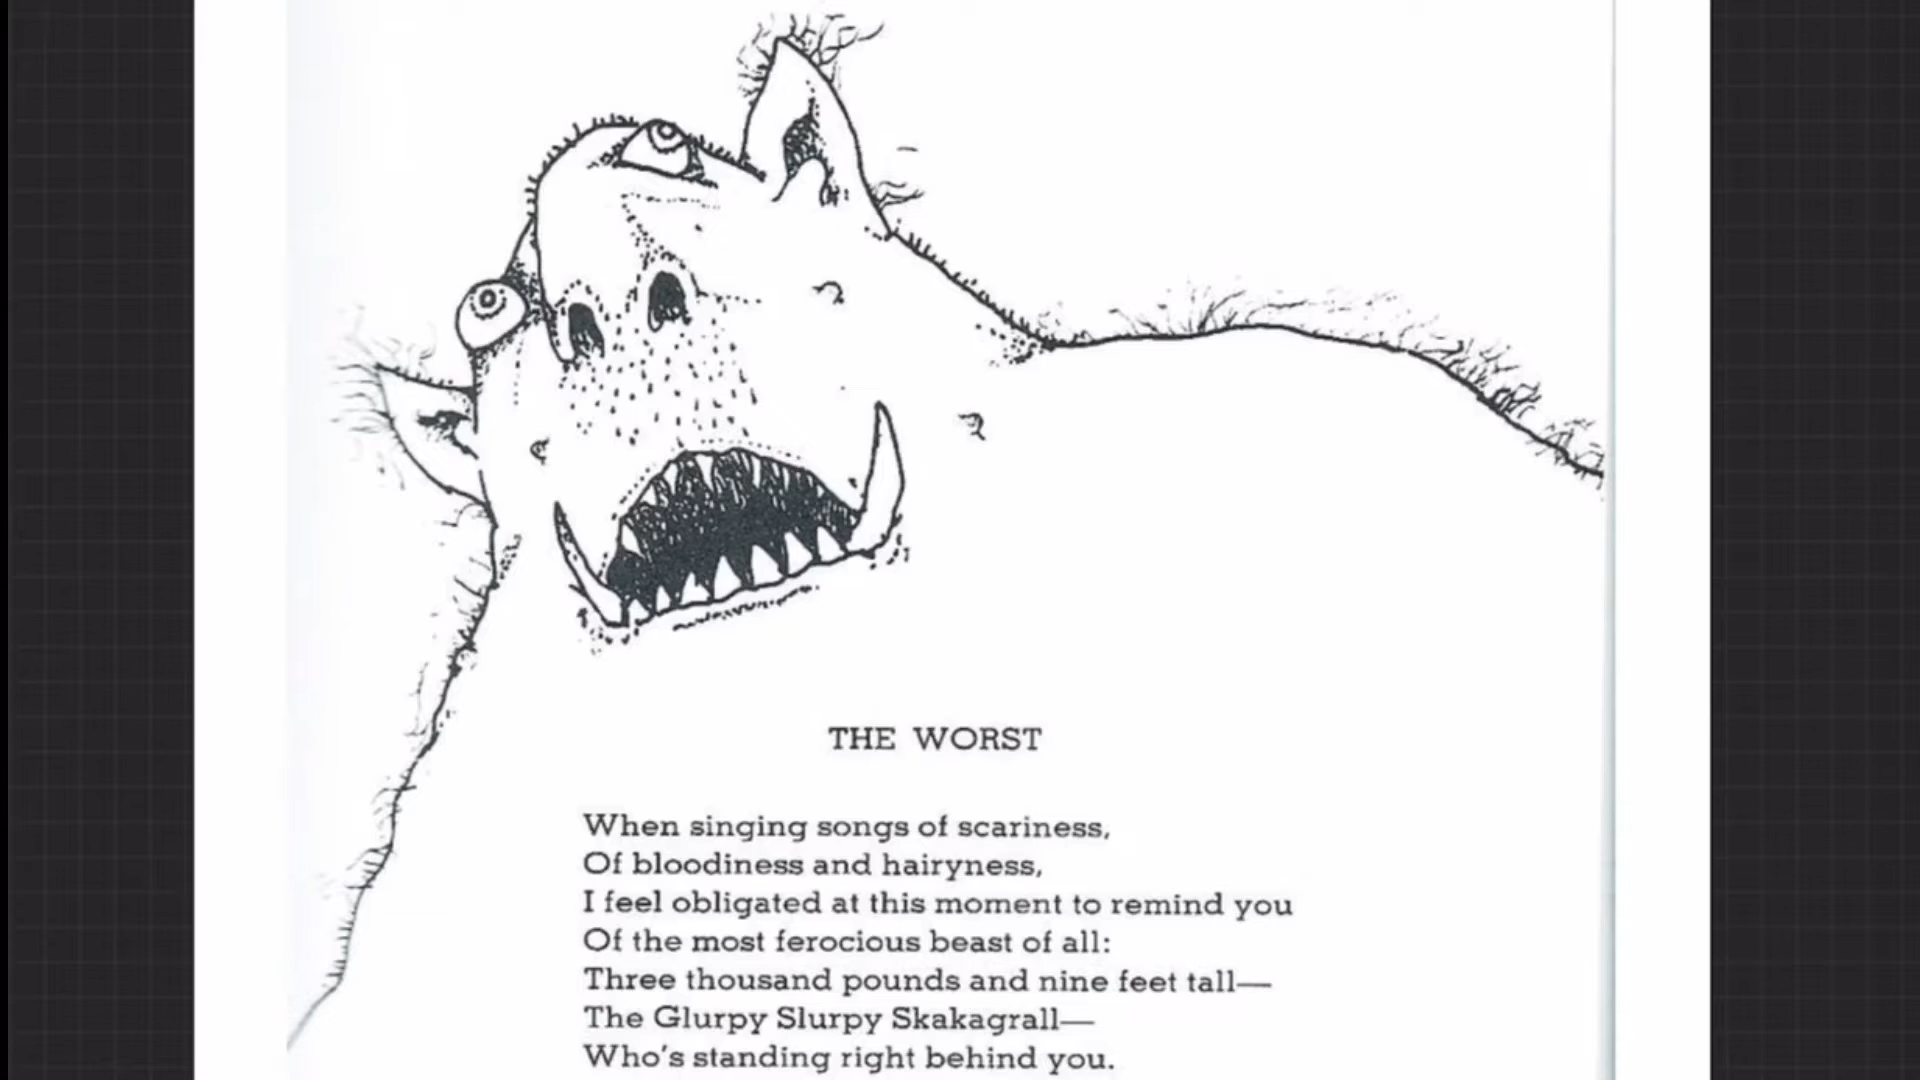 THE WORST
When singing songs of scariness,
Of bloodiness and hairyness,
I feel obligated at this moment to remind you
Of the most ferocious beast of all:
Three thousand pounds and nine feet tall—
The Glurpy Slurpy Skakagrall—
Who's standing right behind you.